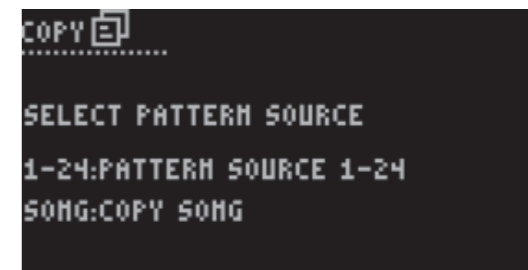 COPY
SELECT PATTERN SOURCE
1-24:PATTERN SOURCE 1-24
SONG:COPY SONG